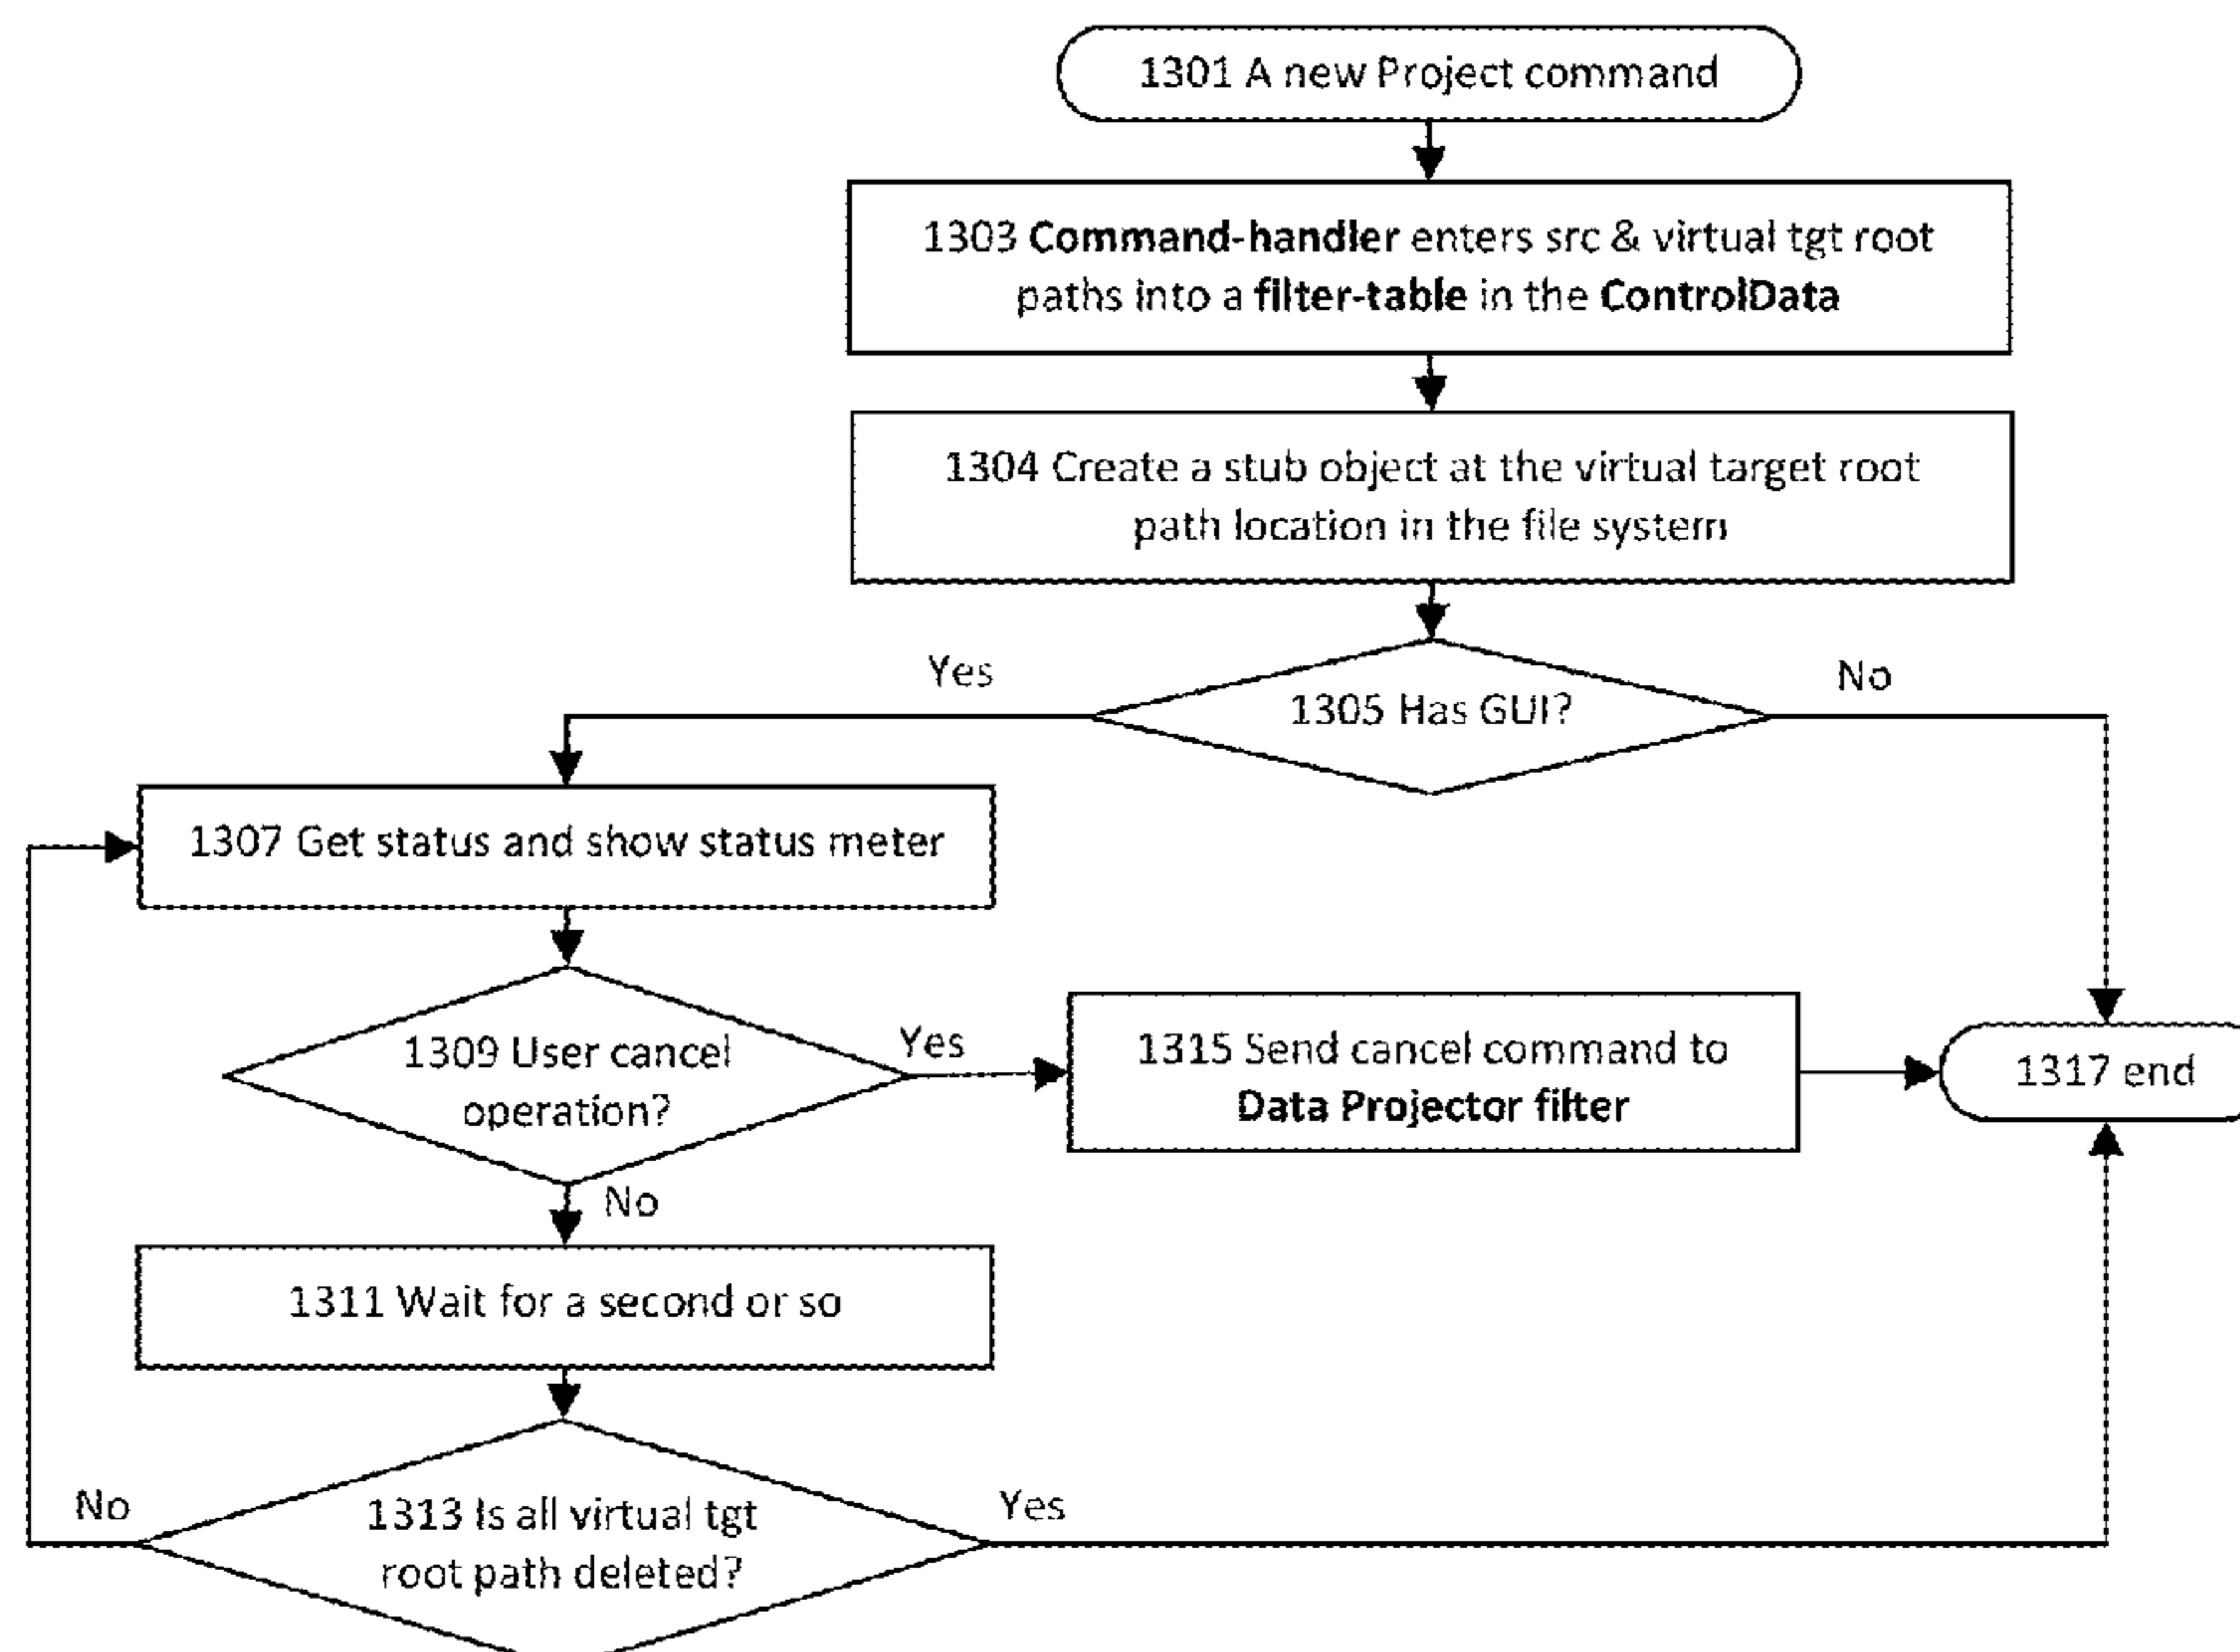 1301 A new Project command
1303 Command-handler enters src & virtual tgt root
paths into a filter-table in the ControlData
1304 Create a stub object at the virtual target root
path location in the file system
Yes
No
1305 Has GUI?
1307 Get status and show status meter
1309 User cancel
operation?
Yes
1315 Send cancel command to
Data Projector filter
1317 end
No
1311 Wait for a second or so
No
1313 Is all virtual tgt
root path deleted?
Yes